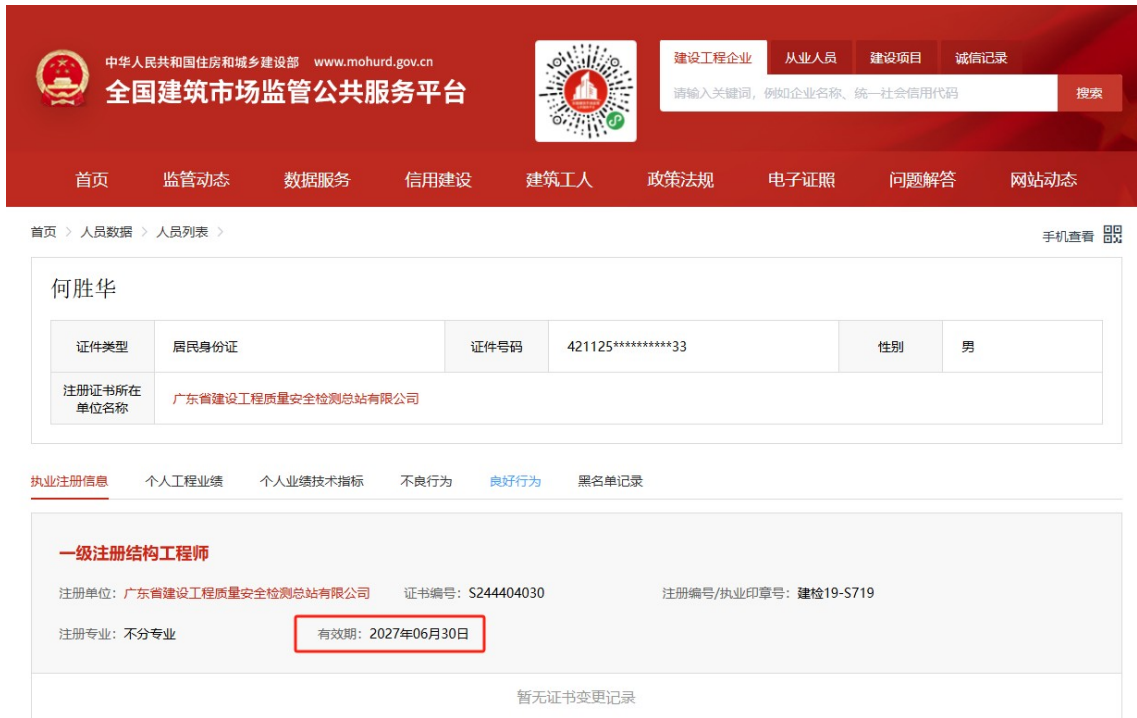 中华人民共和国住房和城乡建设部 www.mohurd.gov.cn
全国建筑市场监管公共服务平台
建设工程企业 从业人员 建设项目 诚信记录
请输入关键词，例如企业名称、统一社会信用代码 搜索
首页 监管动态 数据服务 信用建设 建筑工人 政策法规 电子证照 问题解答 网站动态
首页 > 人员数据 > 人员列表 >
手机查看
何胜华
证件类型 居民身份证 证件号码 421125**********33 性别 男
注册证书所在
单位名称
广东省建设工程质量安全检测总站有限公司
执业注册信息 个人工程业绩 个人业绩技术指标 不良行为 良好行为 黑名单记录
一级注册结构工程师
注册单位：广东省建设工程质量安全检测总站有限公司 证书编号：S244404030 注册编号/执业印章号：建检19-S719
注册专业：不分专业 有效期：2027年06月30日
暂无证书变更记录